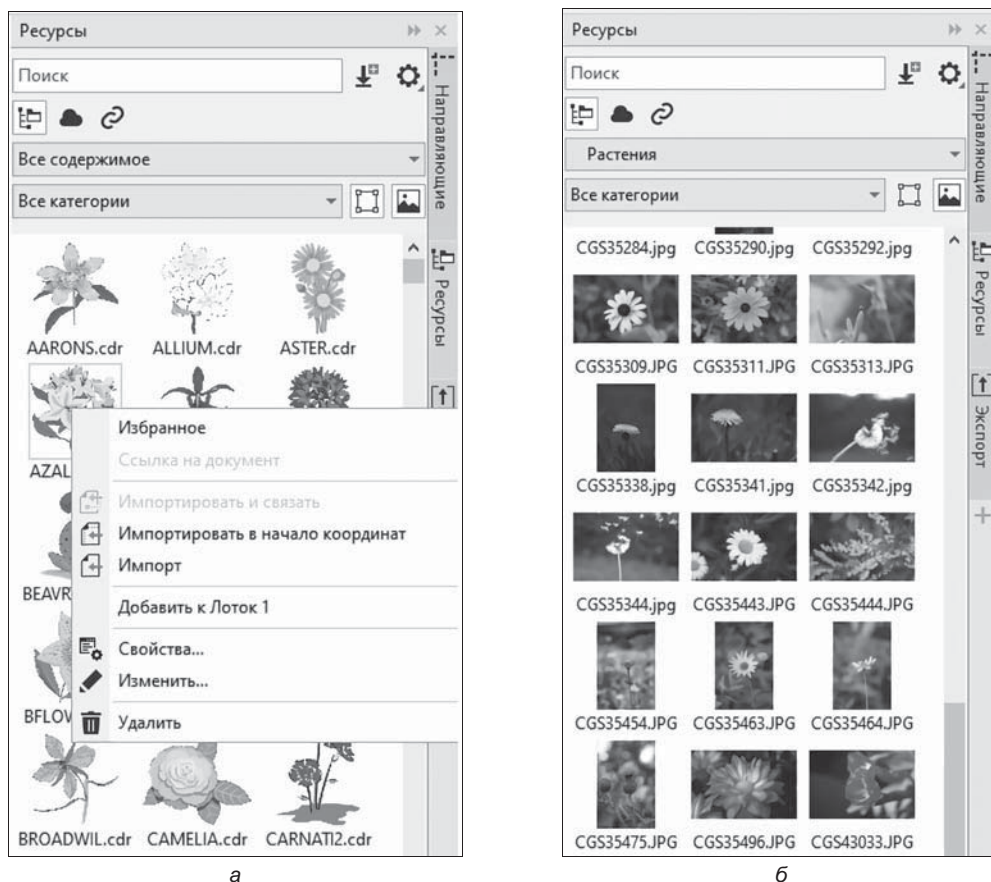 Ресурсы
Поиск
Все содержимое
Все категории
AARONS.cdr ALLIUM.cdr ASTER.cdr
AZAL
Избранное
Ссылка на документ
Импортировать и связать
Импортировать в начало координат
Импорт
BEAVR
Добавить к Лоток 1
Свойства...
Изменить...
BFLOV
Удалить
BROADWIL.cdr CAMELIA.cdr CARNATI2.cdr
Направляющие
Ресурсы
а
Ресурсы
Поиск
Растения
Все категории
CGS35284.jpg CGS35290.jpg CGS35292.jpg
CGS35309.JPG CGS35311.JPG CGS35313.JPG
CGS35338.jpg CGS35341.jpg CGS35342.jpg
CGS35344.jpg CGS35443.JPG CGS35444.JPG
CGS35454.JPG CGS35463.JPG CGS35464.JPG
CGS35475.JPG CGS35496.JPG CGS43033.JPG
Направляющие
Ресурсы
Экспорт
б